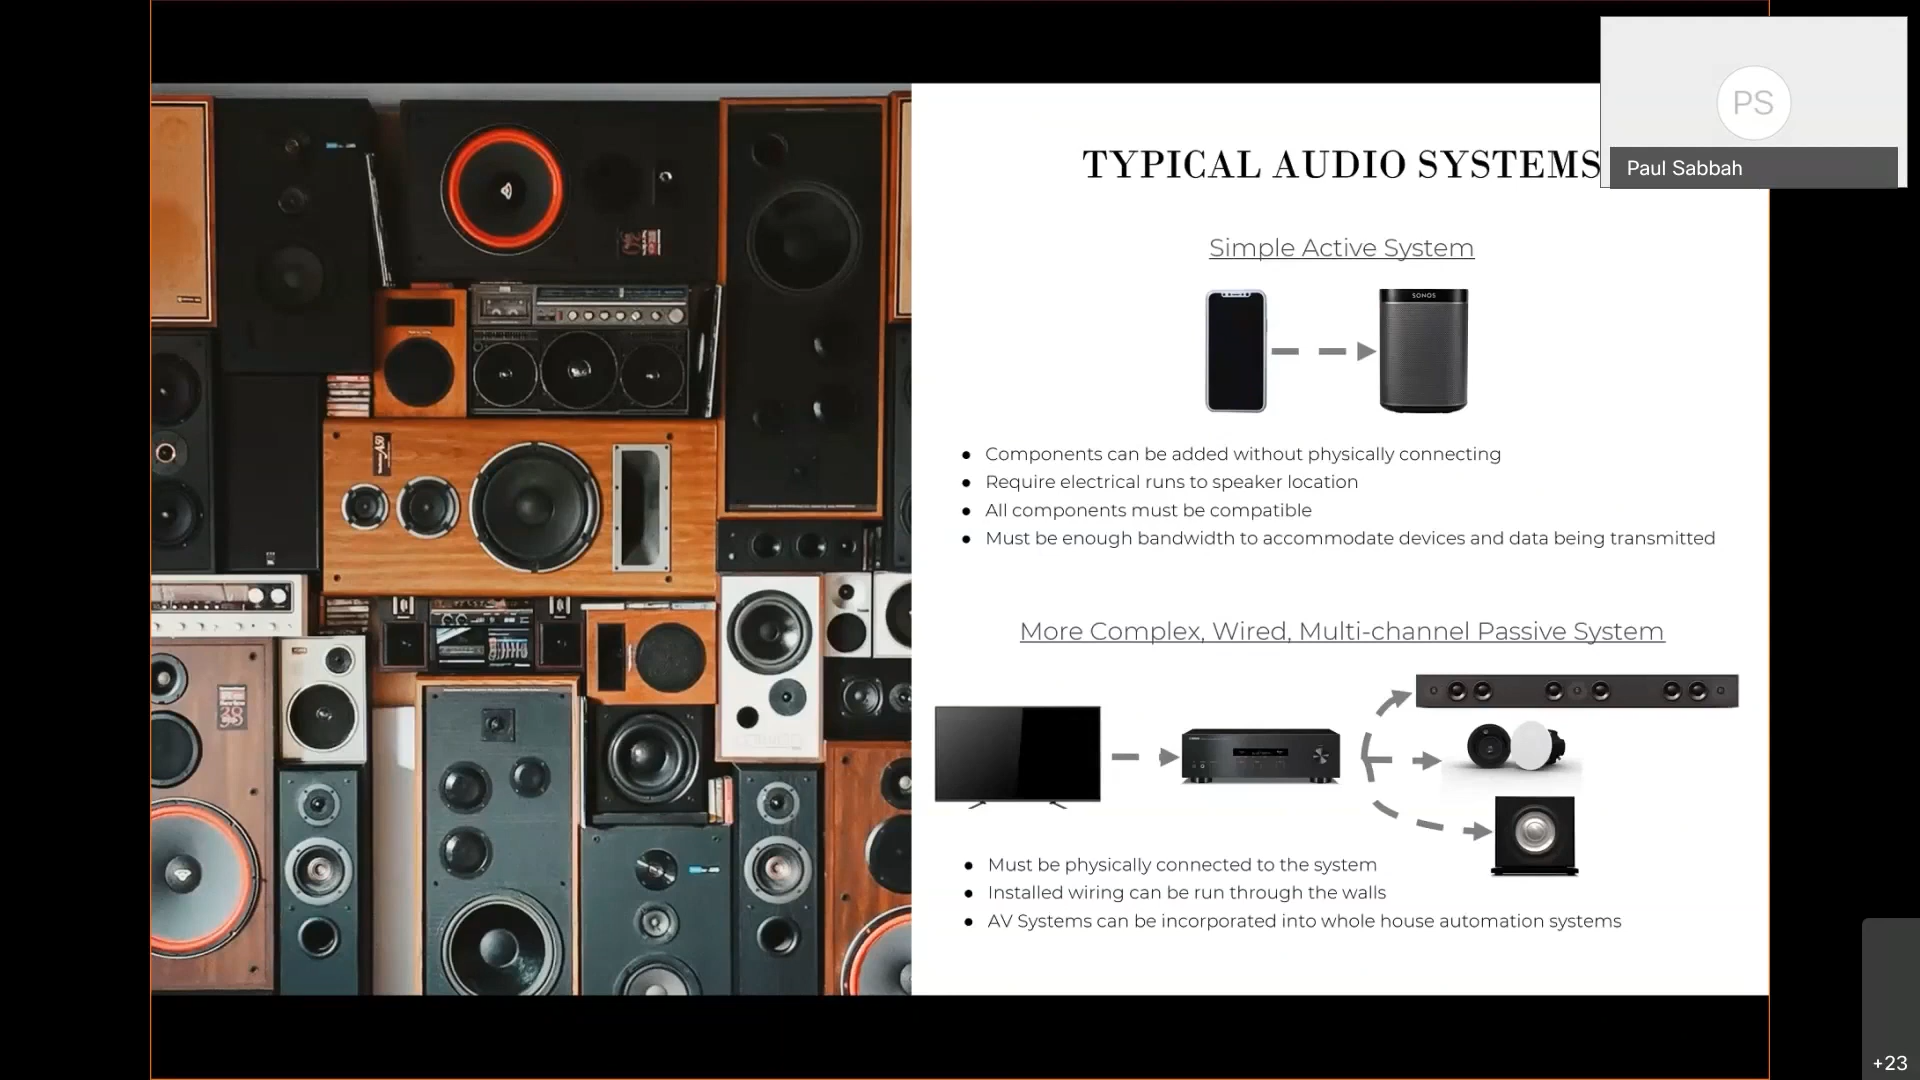 PS
Paul Sabbah
TYPICAL AUDIO SYSTEMS
Simple Active System
SONOS
● Components can be added without physically connecting
● Require electrical runs to speaker location
● All components must be compatible
● Must be enough bandwidth to accommodate devices and data being transmitted
More Complex, Wired, Multi-channel Passive System
● Must be physically connected to the system
● Installed wiring can be run through the walls
● AV Systems can be incorporated into whole house automation systems
+23